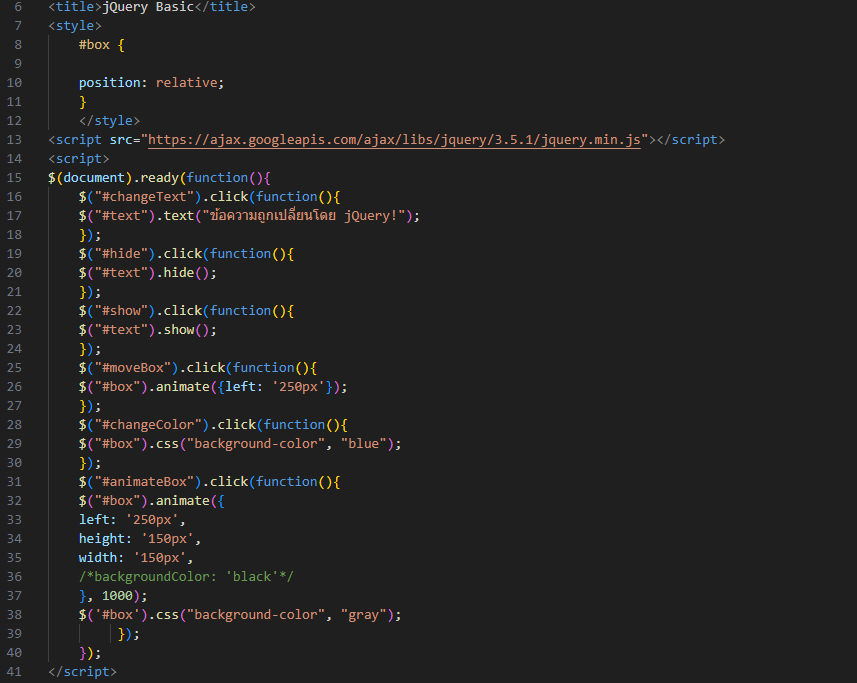 6 <title>jQuery Basic</title>
7 <style>
8 #box {
9
10 position: relative;
11 }
12 </style>
13 <script src="https://ajax.googleapis.com/ajax/libs/jquery/3.5.1/jquery.min.js"></script>
14 <script>
15 $(document).ready(function(){
16 $("#changeText").click(function(){
17 $("#text").text("ข้อความถูกเปลี่ยนโดย jQuery!");
18 });
19 $("#hide").click(function(){
20 $("#text").hide();
21 });
22 $("#show").click(function(){
23 $("#text").show();
24 });
25 $("#moveBox").click(function(){
26 $("#box").animate({left: '250px'});
27 });
28 $("#changeColor").click(function(){
29 $("#box").css("background-color", "blue");
30 });
31 $("#animateBox").click(function(){
32 $("#box").animate({
33 left: '250px',
34 height: '150px',
35 width: '150px',
36 /*backgroundColor: 'black'*/
37 }, 1000);
38 $('#box').css("background-color", "gray");
39 });
40 });
41 </script>